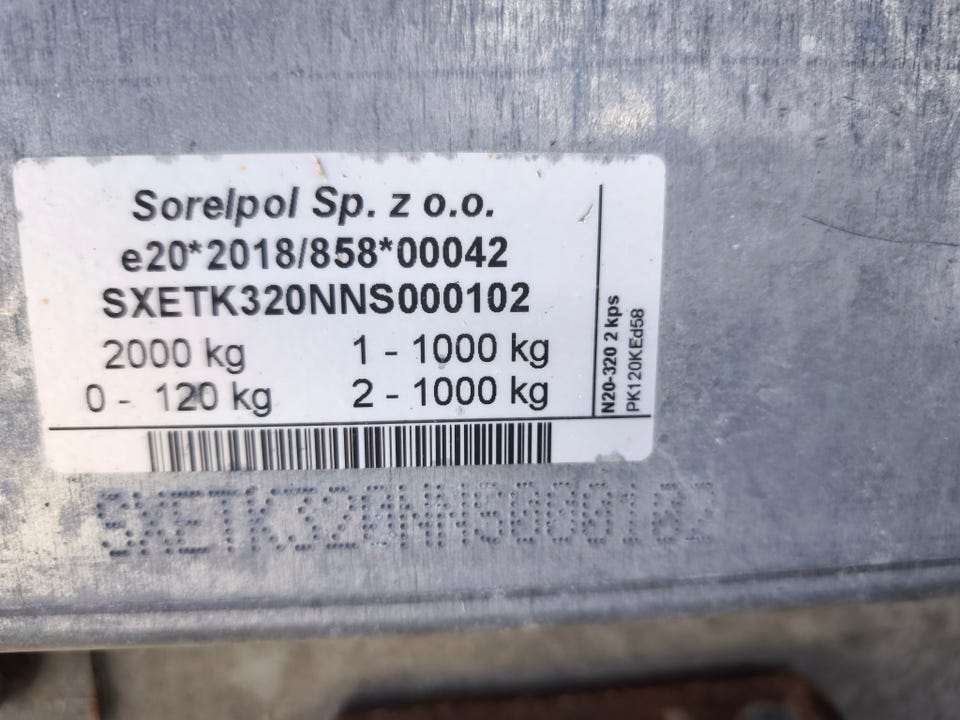 Sorelpol Sp. z o.o.
e20*2018/858*00042
SXETK320NNS000102
2000 kg 1 - 1000 kg
0 - 120 kg 2 - 1000 kg
N20-320 2 kps
PK120KEd58
SXETK320NNS000102